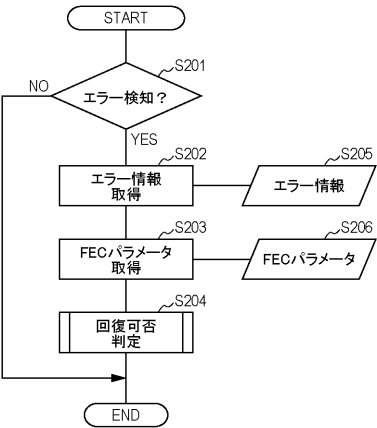 START
S201
エラー検知?
NO
YES
S202
エラー情報
取得
S205
エラー情報
S203
FECパラメータ
取得
S206
FECパラメータ
S204
回復可否
判定
END